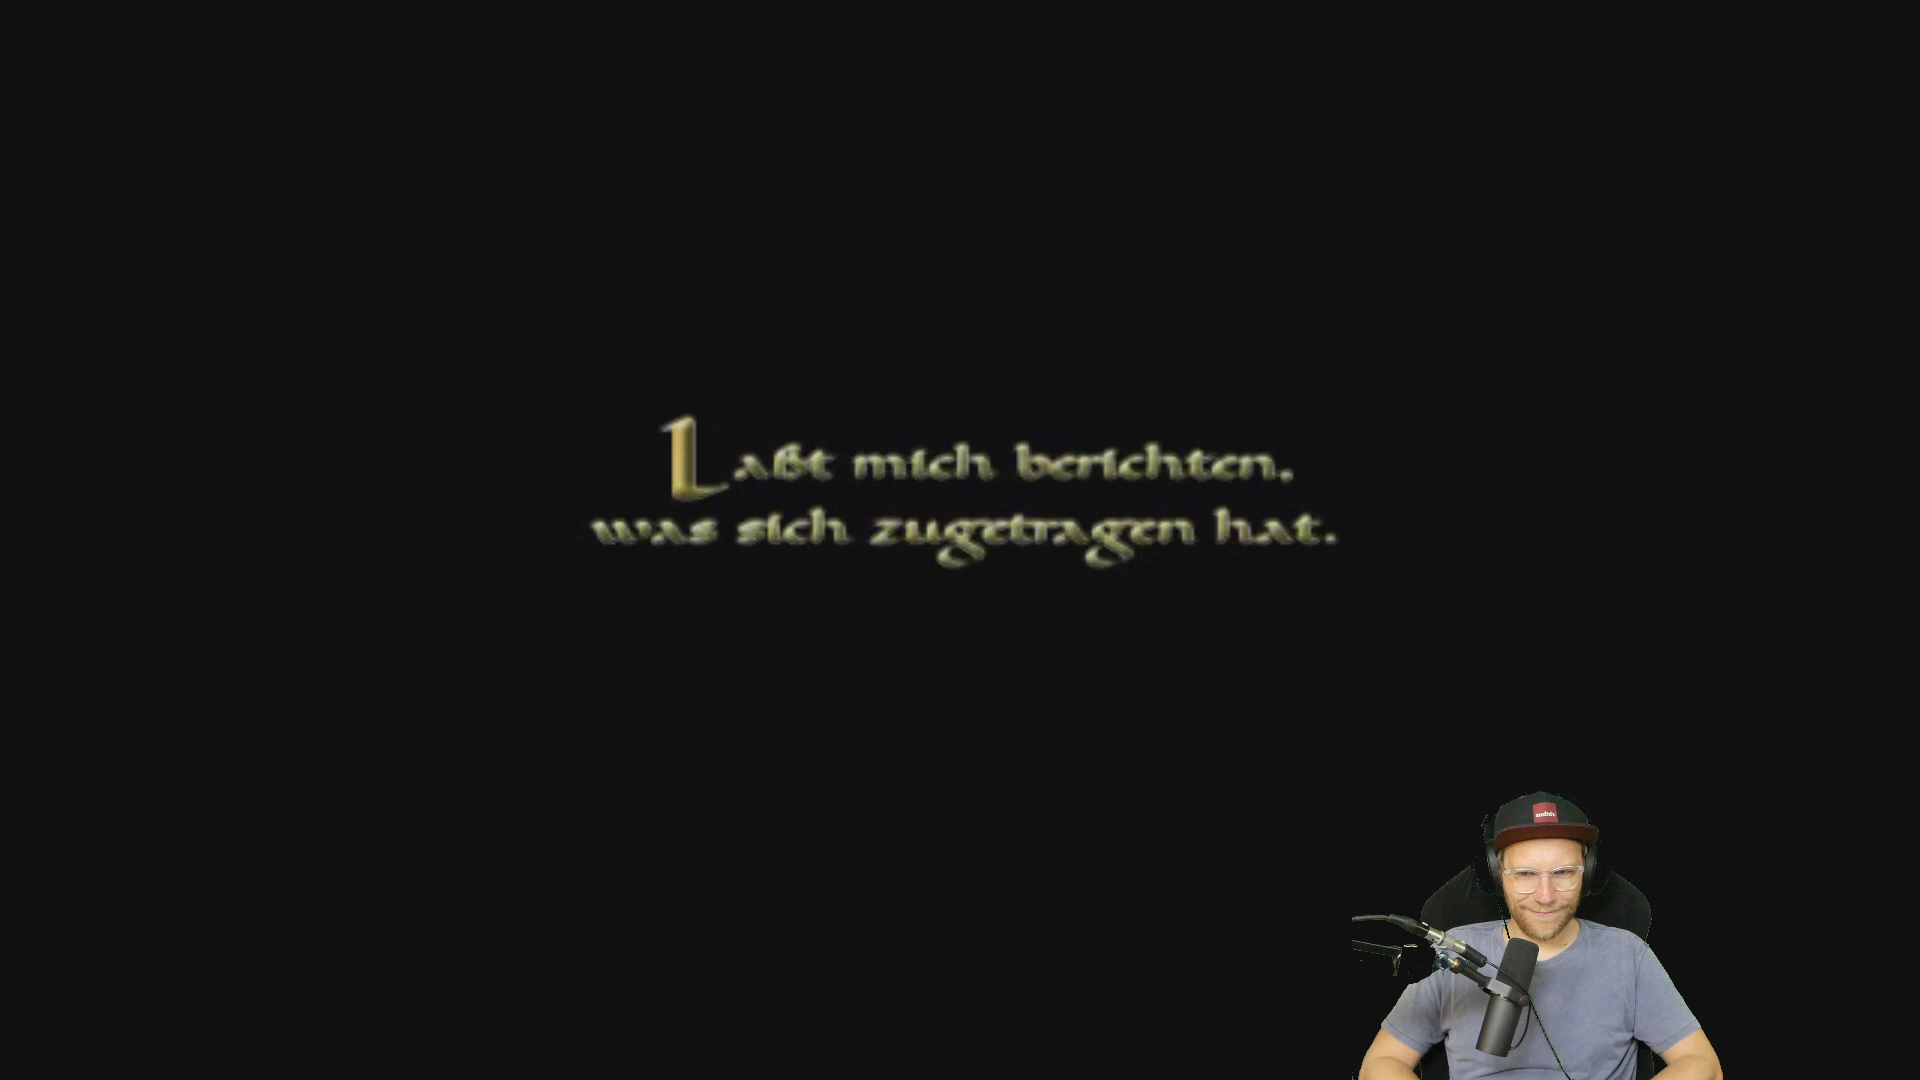 Laßt mich berichten,
was sich zugetragen hat.